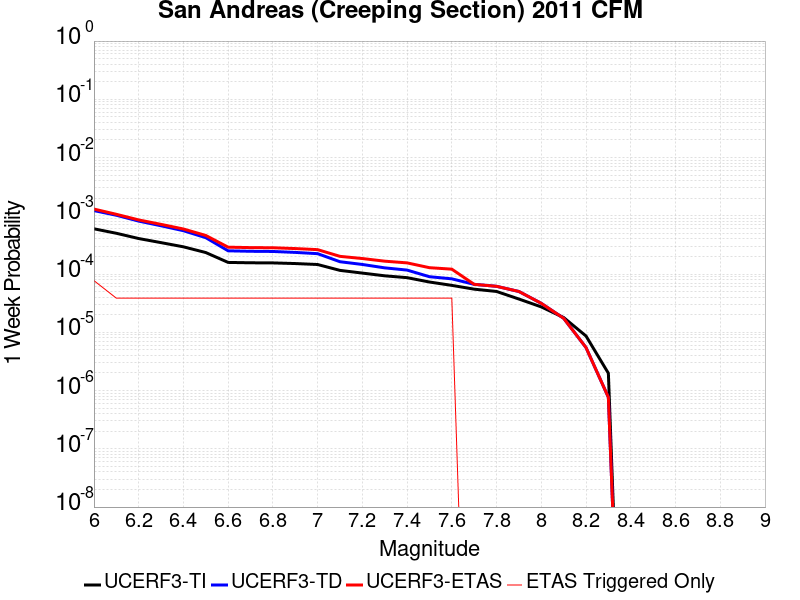 San Andreas (Creeping Section) 2011 CFM
10^0
10^-1
10^-2
10^-3
10^-4
10^-5
10^-6
10^-7
10^-8
1 Week Probability
6 6.2 6.4 6.6 6.8 7 7.2 7.4 7.6 7.8 8 8.2 8.4 8.6 8.8 9
Magnitude
UCERF3-TI UCERF3-TD UCERF3-ETAS ETAS Triggered Only